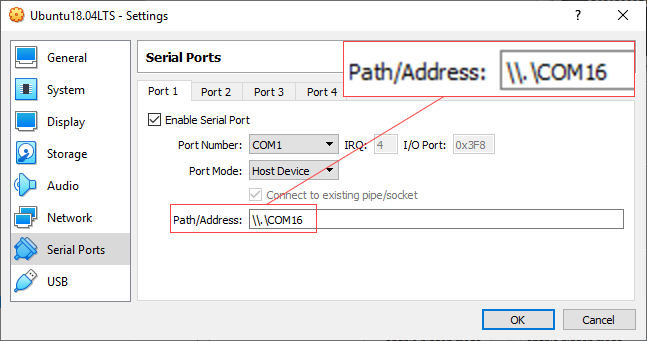 Ubuntu18.04LTS - Settings
General
System
Display
Storage
Audio
Network
Serial Ports
USB
Serial Ports
Port 1 Port 2 Port 3 Port 4
Enable Serial Port
Port Number: COM1 IRQ: 4 I/O Port: 0x3F8
Port Mode: Host Device
Connect to existing pipe/socket
Path/Address: \\.\COM16
Path/Address: \\.\COM16
OK Cancel